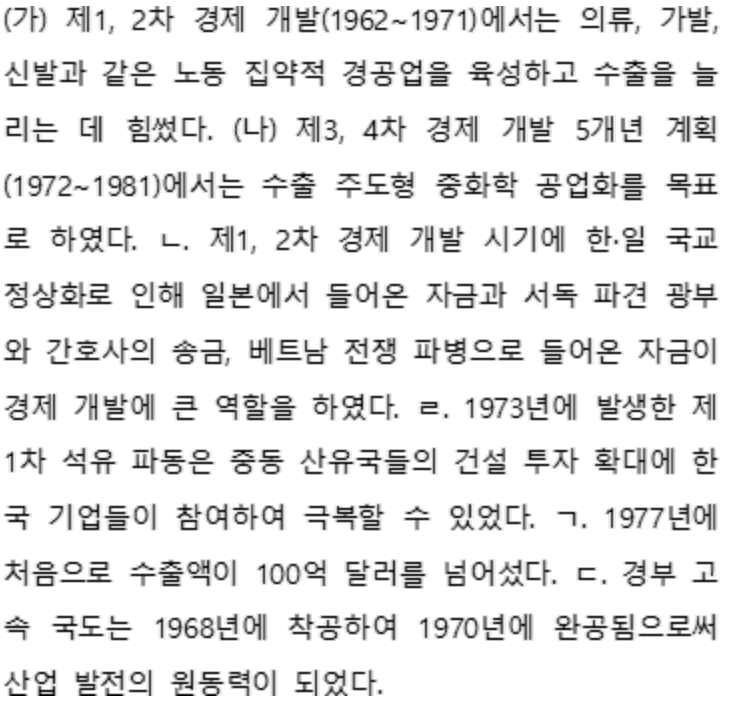 (가) 제1, 2차 경제 개발(1962~1971)에서는 의류, 가발,
신발과 같은 노동 집약적 경공업을 육성하고 수출을 늘
리는 데 힘썼다. (나) 제3, 4차 경제 개발 5개년 계획
(1972~1981)에서는 수출 주도형 중화학 공업화를 목표
로 하였다. ㄴ. 제1, 2차 경제 개발 시기에 한·일 국교
정상화로 인해 일본에서 들어온 자금과 서독 파견 광부
와 간호사의 송금, 베트남 전쟁 파병으로 들어온 자금이
경제 개발에 큰 역할을 하였다. ㄹ. 1973년에 발생한 제
1차 석유 파동은 중동 산유국들의 건설 투자 확대에 한
국 기업들이 참여하여 극복할 수 있었다. ㄱ. 1977년에
처음으로 수출액이 100억 달러를 넘어섰다. ㄷ. 경부 고
속 국도는 1968년에 착공하여 1970년에 완공됨으로써
산업 발전의 원동력이 되었다.